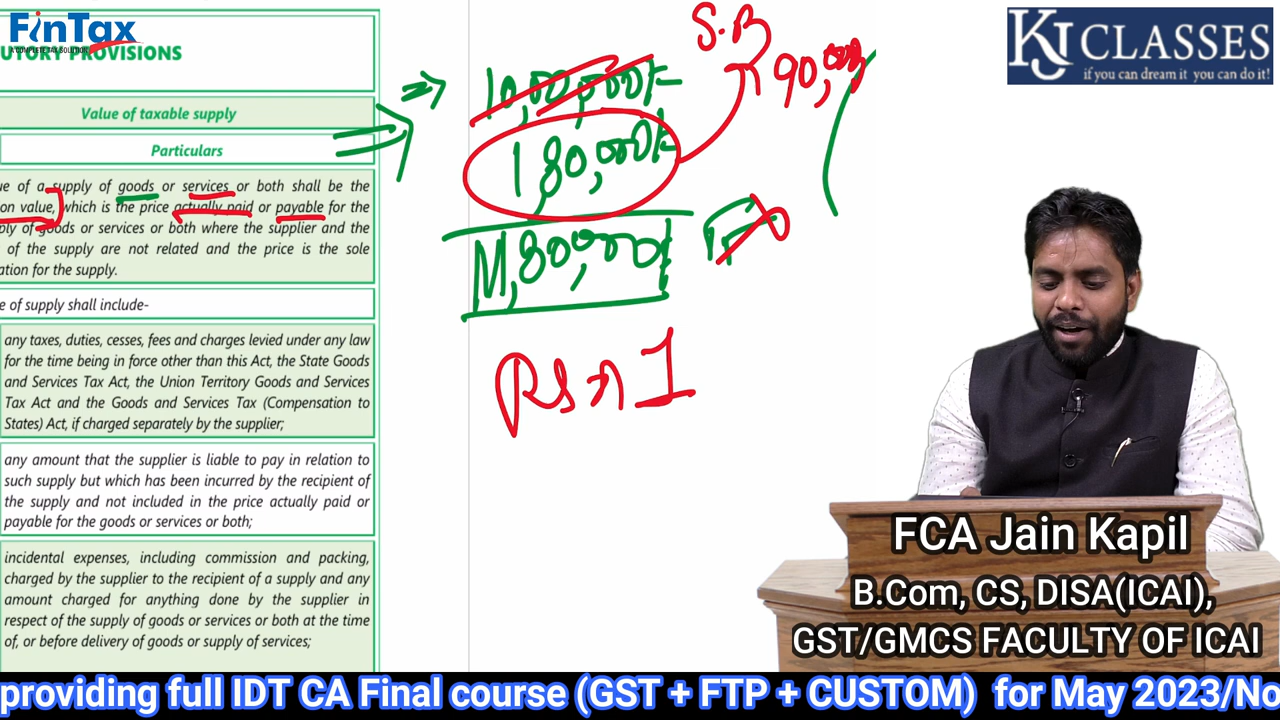 FinTax
A COMPLETE TAX SOLUTION
UTORY PROVISIONS
Value of taxable supply
Particulars
ue of a supply of goods or services or both shall be the
on value, which is the price actually paid or payable for the
ply of goods or services or both where the supplier and the
of the supply are not related and the price is the sole
ation for the supply.
e of supply shall include-
any taxes, duties, cesses, fees and charges levied under any law
for the time being in force other than this Act, the State Goods
and Services Tax Act, the Union Territory Goods and Services
Tax Act and the Goods and Services Tax (Compensation to
States) Act, if charged separately by the supplier;
any amount that the supplier is liable to pay in relation to
such supply but which has been incurred by the recipient of
the supply and not included in the price actually paid or
payable for the goods or services or both;
incidental expenses, including commission and packing,
charged by the supplier to the recipient of a supply and any
amount charged for anything done by the supplier in
respect of the supply of goods or services or both at the time
of, or before delivery of goods or supply of services;
10,00,000/-
1,80,000/-
11,80,000/-
S.B
90,000
KJ CLASSES
if you can dream it you can do it!
FCA Jain Kapil
B.Com, CS, DISA(ICAI),
GST/GMCS FACULTY OF ICAI
providing full IDT CA Final course (GST + FTP + CUSTOM) for May 2023/No